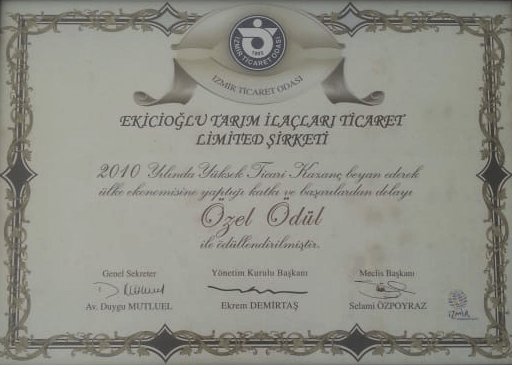 İZMİR TİCARET ODASI
1885
İZMİR TİCARET ODASI
EKİCİOĞLU TARIM İLAÇLARI TİCARET
LİMİTED ŞİRKETİ
2010 Yılında Yüksek Ticari Kazanç beyan ederek
ülke ekonomisine yaptığı katkı ve başarılardan dolayı
Özel Ödül
ile ödüllendirilmiştir.
Genel Sekreter Yönetim Kurulu Başkanı Meclis Başkanı
Av. Duygu MUTLUEL Ekrem DEMİRTAŞ Selami ÖZPOYRAZ
izmir